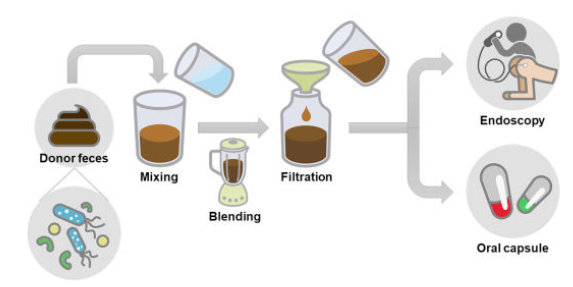 Donor feces
Mixing
Blending
Filtration
Endoscopy
Oral capsule